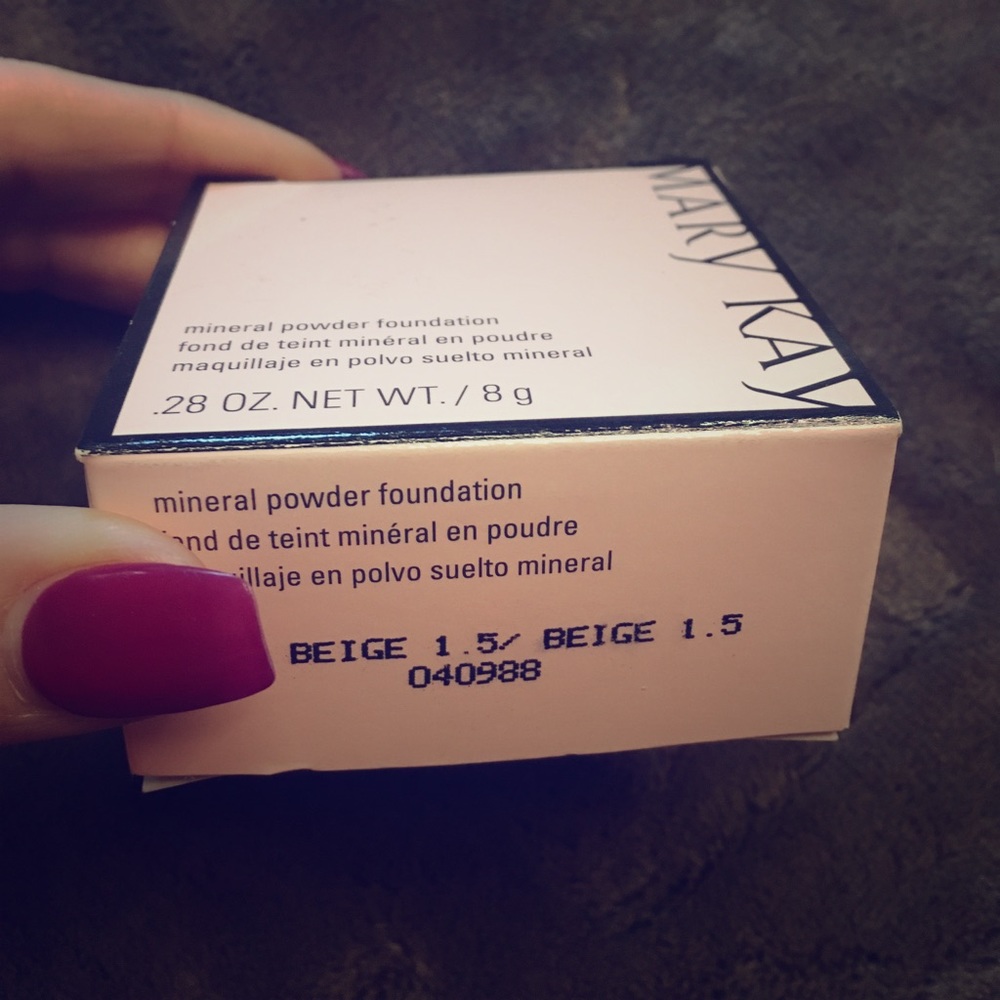 MARY KAY
mineral powder foundation
fond de teint minéral en poudre
maquillaje en polvo suelto mineral
.28 OZ. NET WT. / 8 g
mineral powder foundation
de teint minéral en poudre
en polvo suelto mineral
BEIGE 1.5/ BEIGE 1.5
040988